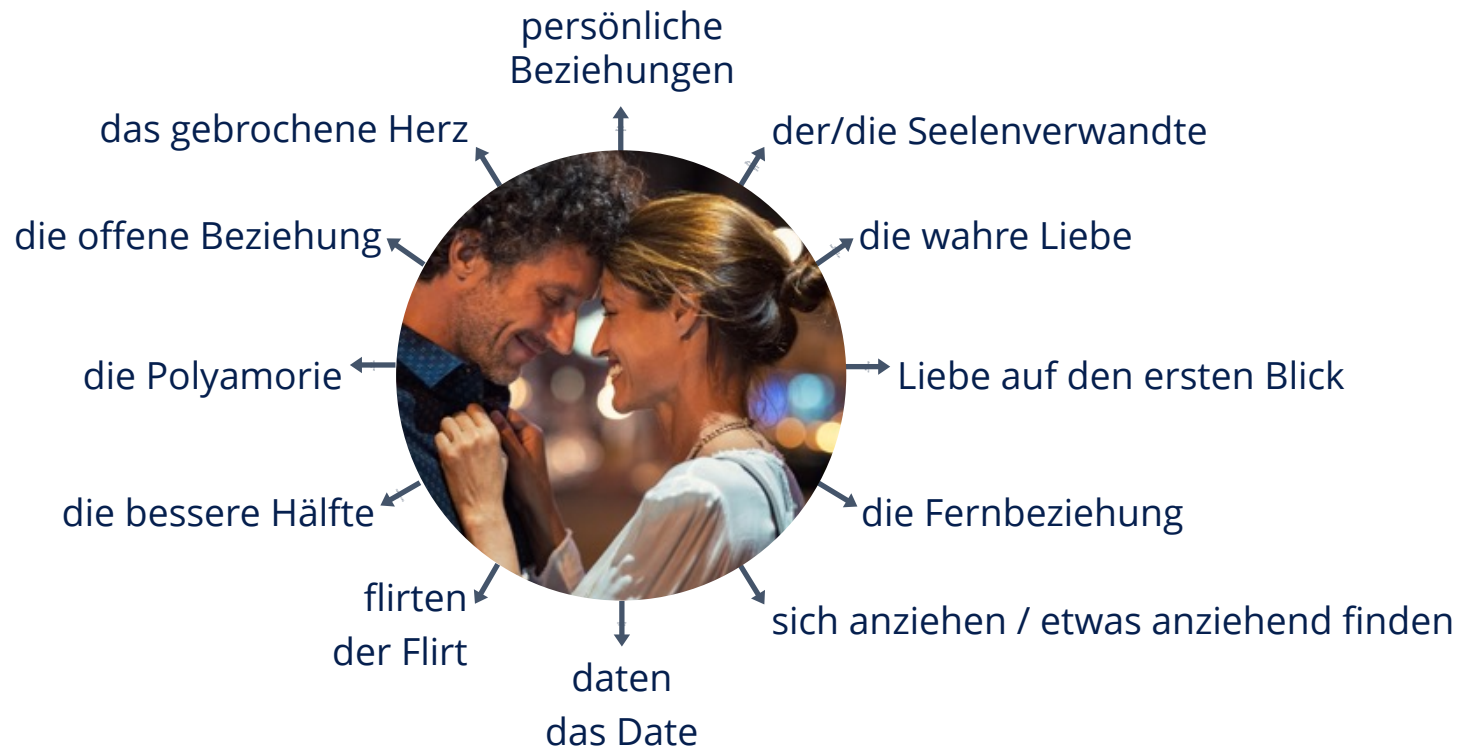 persönliche
Beziehungen
das gebrochene Herz
der/die Seelenverwandte
die offene Beziehung
die wahre Liebe
die Polyamorie
Liebe auf den ersten Blick
die bessere Hälfte
die Fernbeziehung
flirten
der Flirt
sich anziehen / etwas anziehend finden
daten
das Date